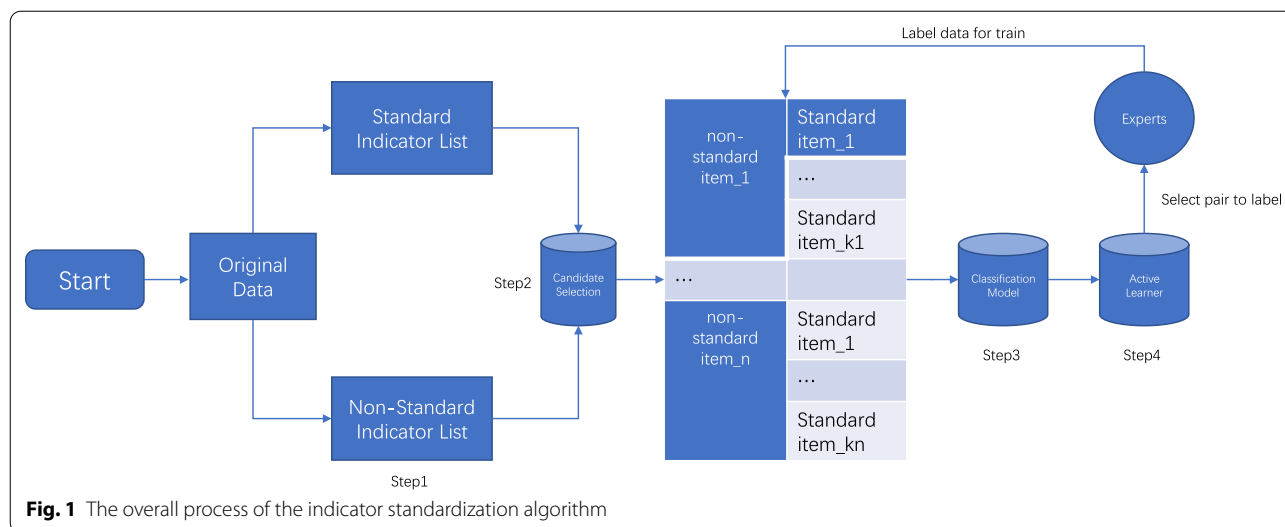 Label data for train
Standard
Indicator List
Experts
Select pair to label
Start
Original
Data
Step2
Candidate
Selection
non-
standard
item_1
Standard
item_1
...
Standard
item_k1
...
non-
standard
item_n
Standard
item_1
...
Standard
item_kn
Classification
Model
Step3
Active
Learner
Step4
Non-Standard
Indicator List
Step1
Fig. 1 The overall process of the indicator standardization algorithm